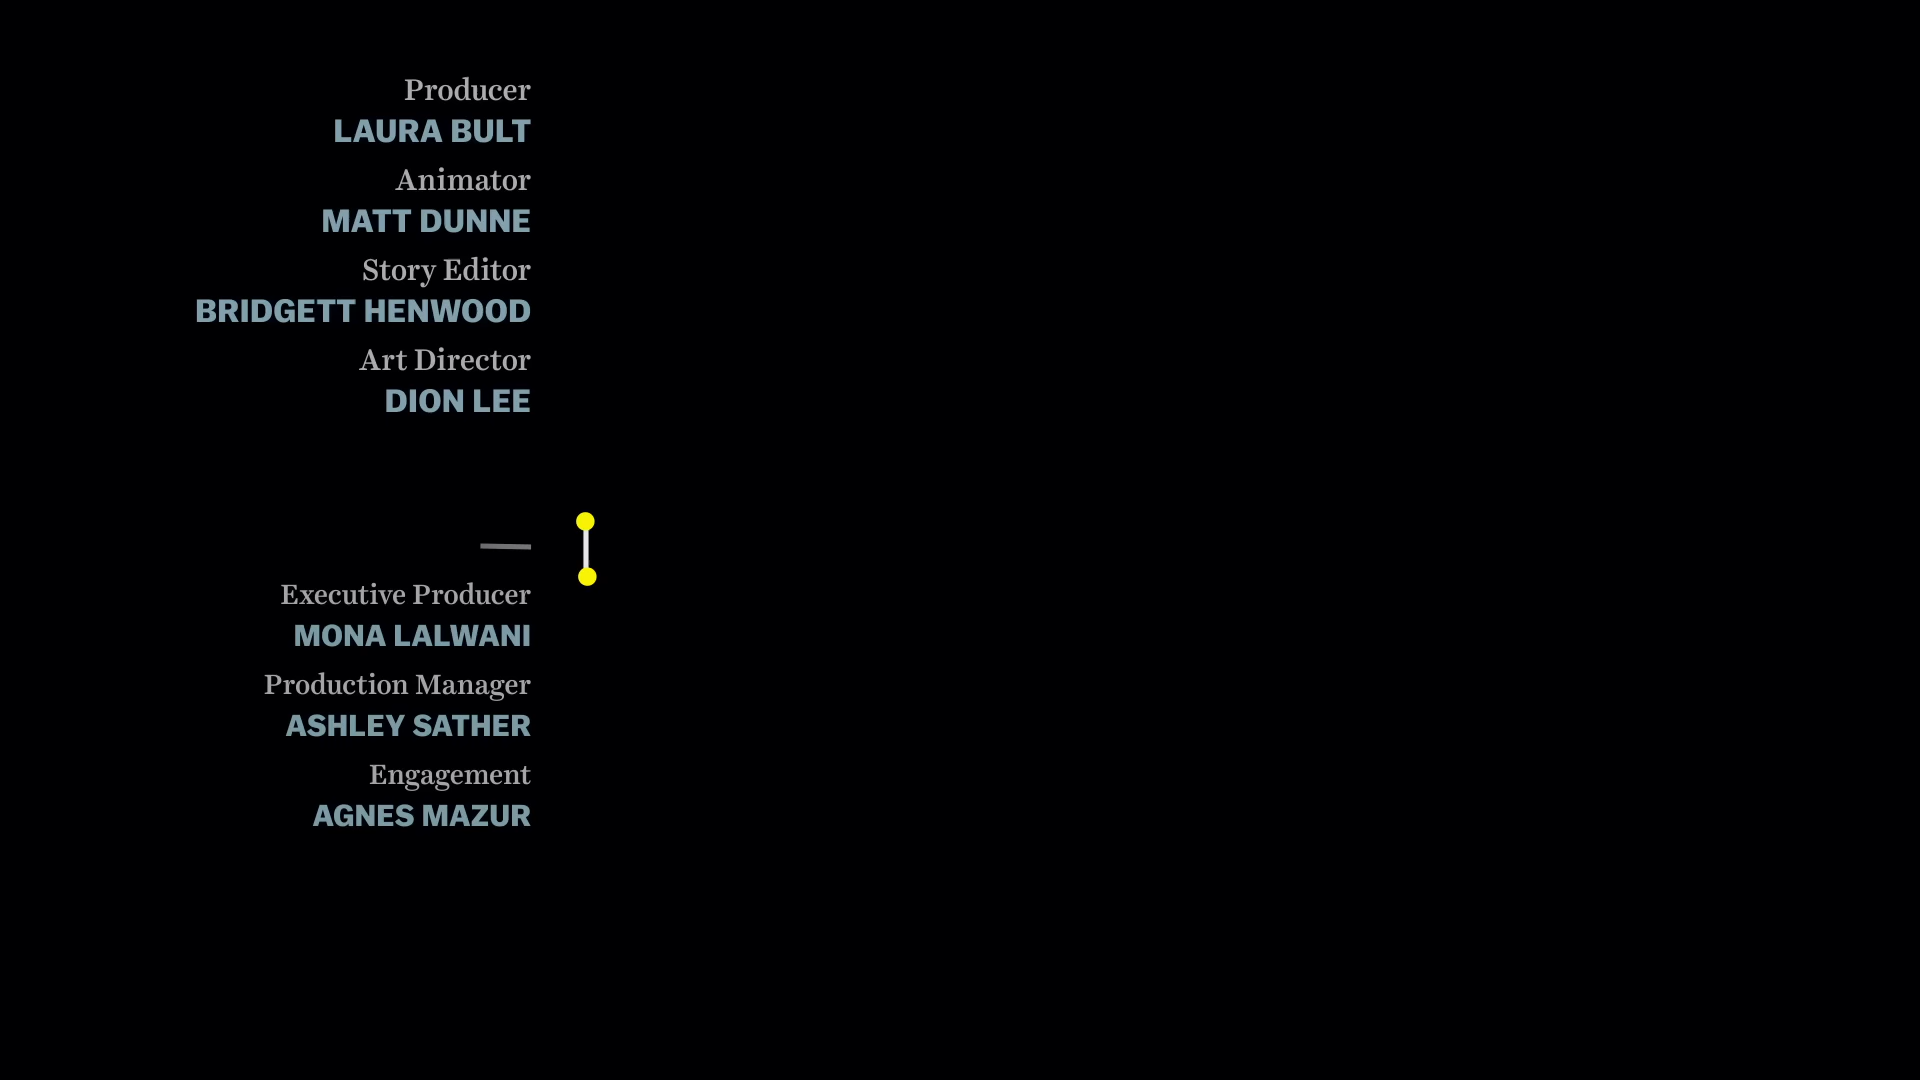 Producer
LAURA BULT
Animator
MATT DUNNE
Story Editor
BRIDGETT HENWOOD
Art Director
DION LEE
Executive Producer
MONA LALWANI
Production Manager
ASHLEY SATHER
Engagement
AGNES MAZUR